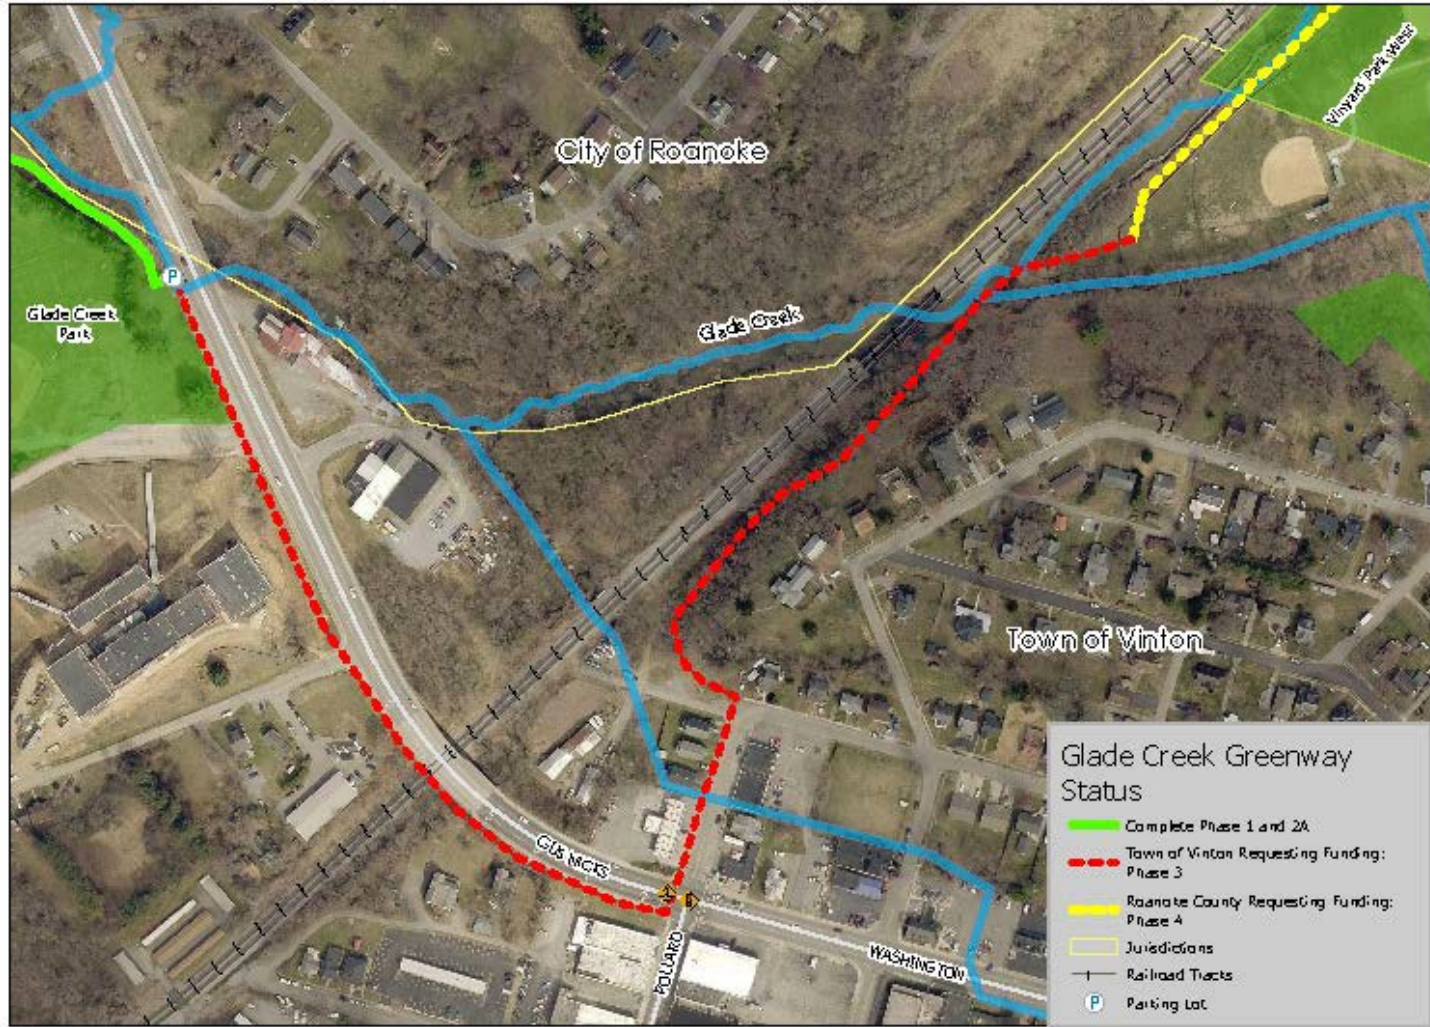 City of Roanoke
Vinyard Park West
P
Glade Creek
Park
Glade Creek
Town of Vinton
GUS NICKS
POLLARD
WASHINGTON
Glade Creek Greenway
Status
Complete Phase 1 and 2A
Town of Vinton Requesting Funding:
Phase 3
Roanoke County Requesting Funding:
Phase 4
Jurisdictions
Railroad Tracks
P
Parking Lot